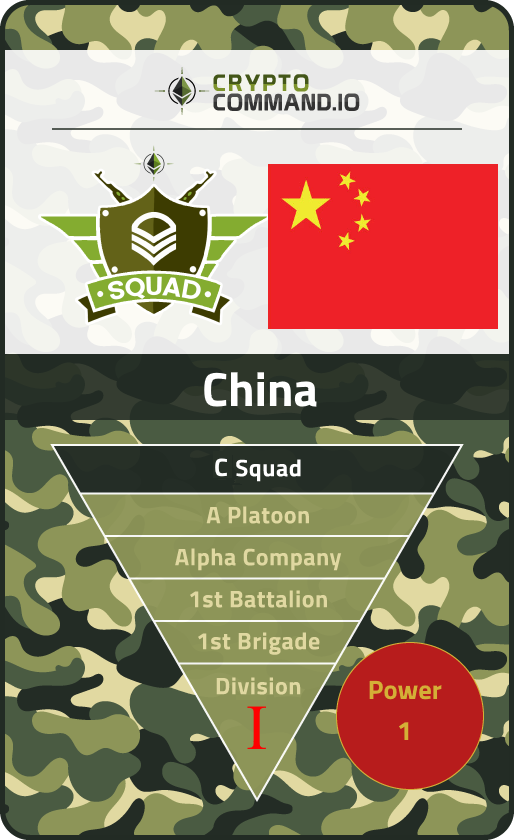 CRYPTO
COMMAND.IO
SQUAD
China
C Squad
A Platoon
Alpha Company
1st Battalion
1st Brigade
Division
I
Power
1